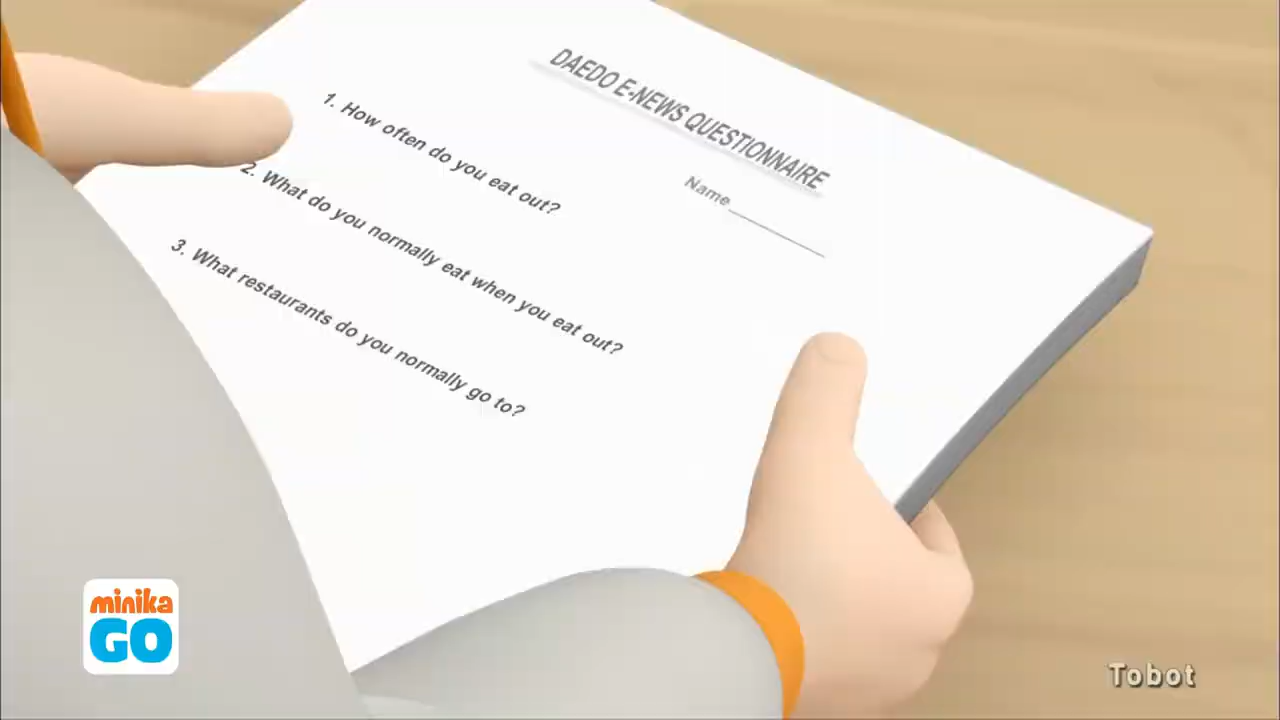 DAEDO E-NEWS QUESTIONNAIRE
Name
1. How often do you eat out?
2. What do you normally eat when you eat out?
3. What restaurants do you normally go to?
minika
GO
Tobot